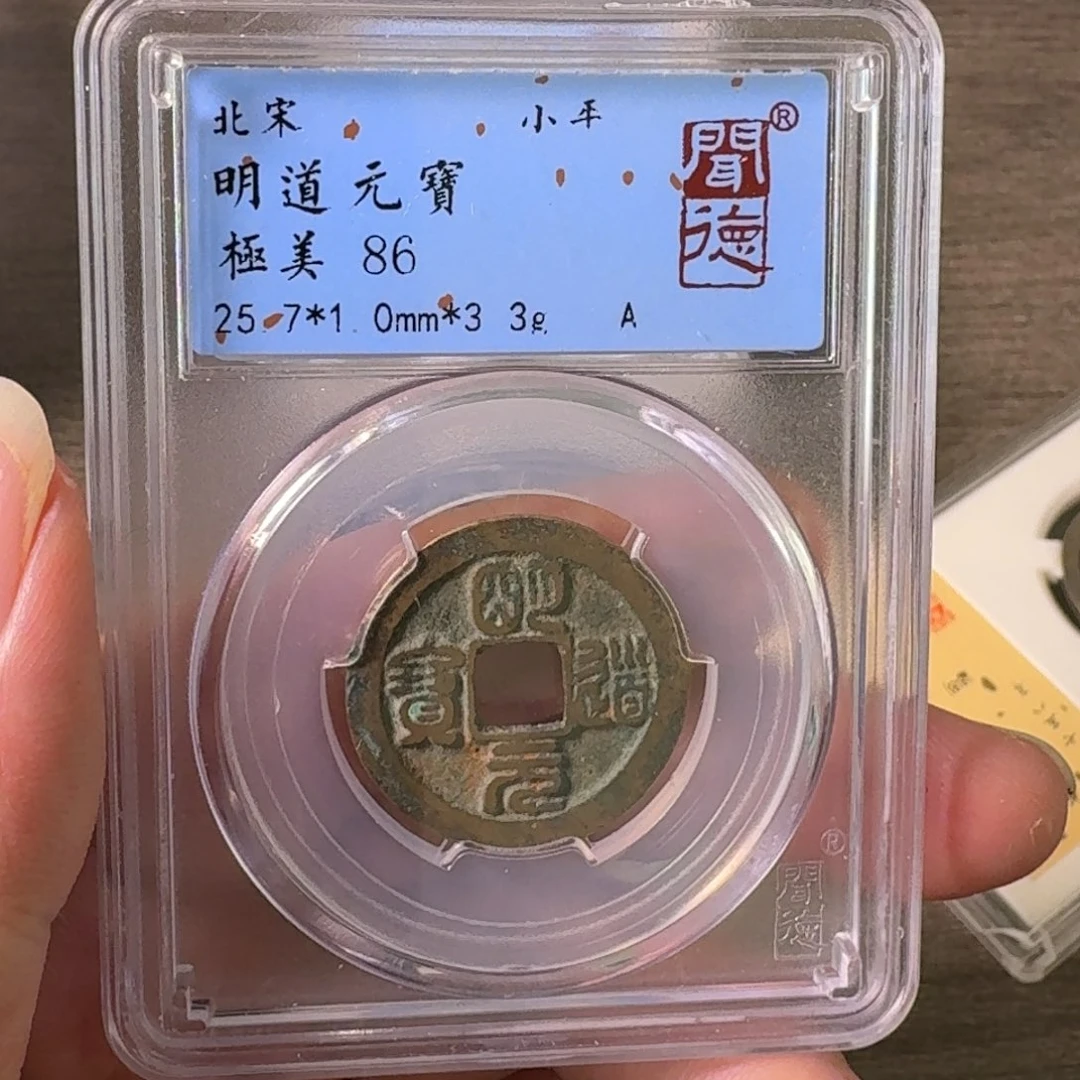 北宋 小平
明道元寶
極美 86
25.7*1.0mm*3.3g A
聞德®
明道元寶
®
聞德